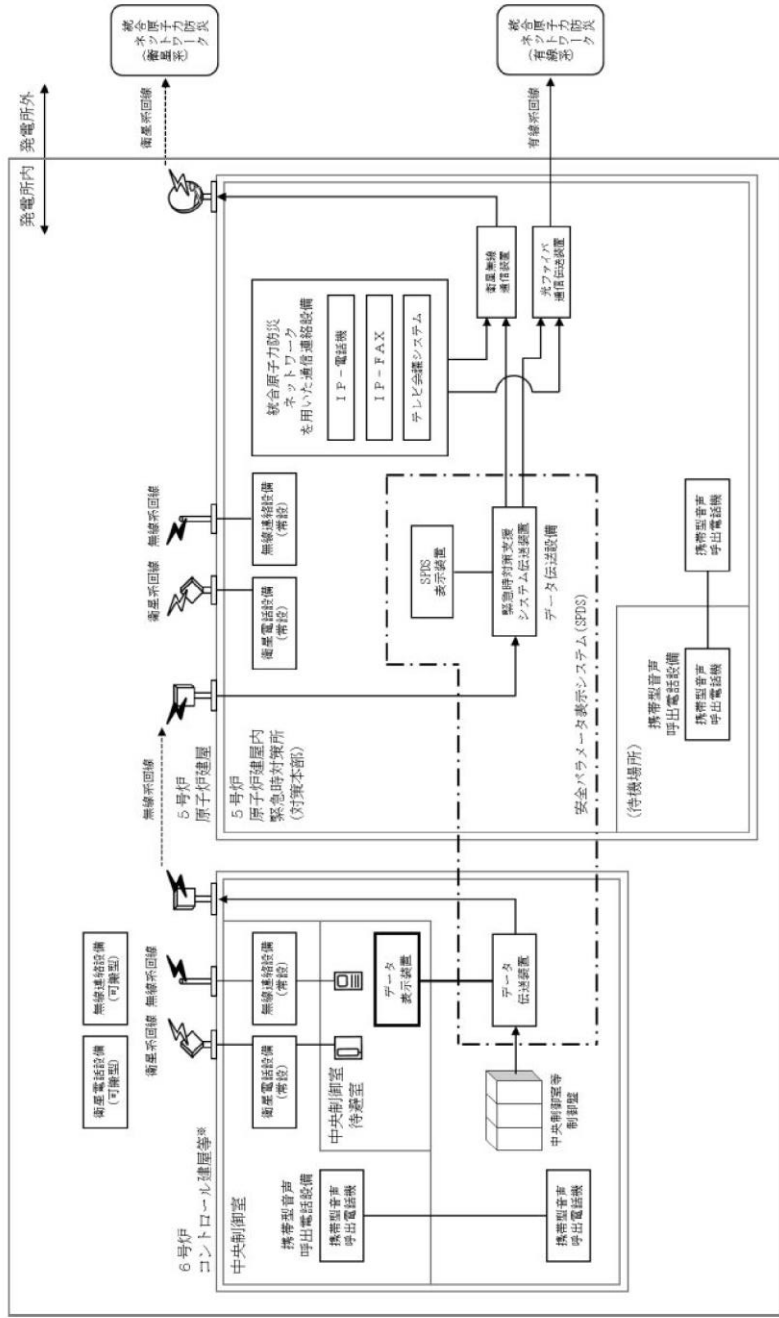 発電所内
発電所外
無線連絡設備
(可搬型)
衛星電話設備
(可搬型)
衛星系回線
無線系回線
無線系回線
衛星系回線
無線系回線
衛星系回線
統合原子力防災
ネットワーク
(衛星系)
6号炉
コントロール建屋等※
中央制御室
衛星電話設備
(常設)
無線連絡設備
(常設)
中央制御室
待避室
データ
表示装置
携帯型音声
呼出電話設備
携帯型音声
呼出電話機
携帯型音声
呼出電話機
中央制御室等
制御盤
データ
伝送装置
5号炉
原子炉建屋
5号炉
原子炉建屋内
緊急時対策所
(対策本部)
衛星電話設備
(常設)
無線連絡設備
(常設)
統合原子力防災
ネットワーク
を用いた通信連絡設備
IP-電話機
IP-FAX
テレビ会議システム
SPDS
表示装置
緊急時対策支援
システム伝送装置
データ伝送設備
衛星無線
通信装置
光ファイバ
通信伝送装置
有線系回線
統合原子力防災
ネットワーク
(有線系)
安全パラメータ表示システム(SPDS)
(待機場所)
携帯型音声
呼出電話設備
携帯型音声
呼出電話機
携帯型音声
呼出電話機